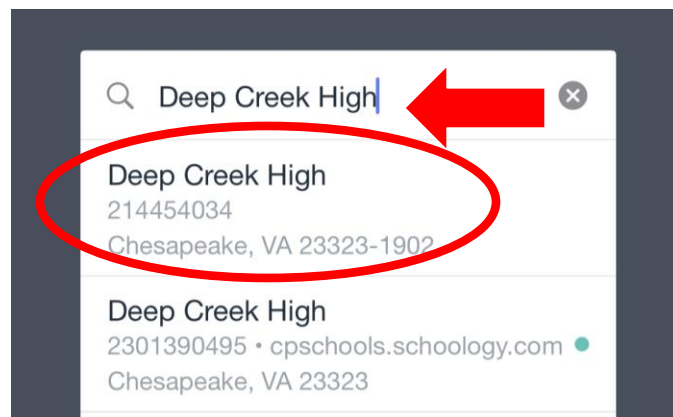 Deep Creek High
Deep Creek High
214454034
Chesapeake, VA 23323-1902
Deep Creek High
2301390495 • cpschools.schoology.com
Chesapeake, VA 23323